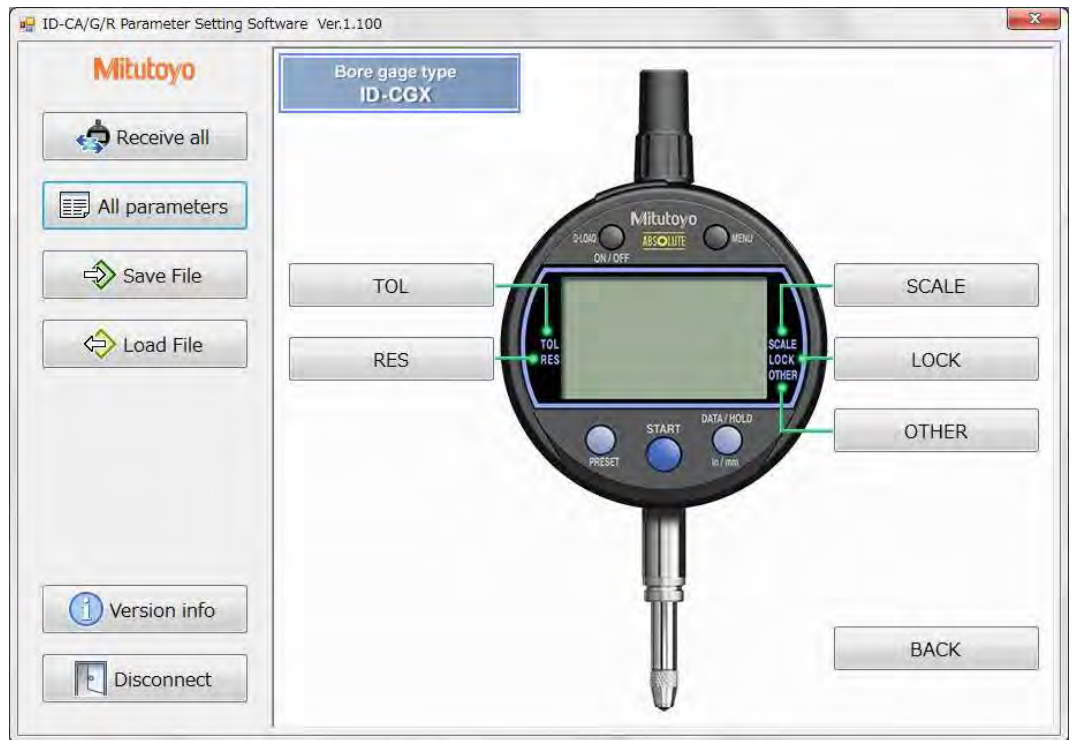 ID-CA/G/R Parameter Setting Software Ver.1.100
Mitutoyo
Receive all
All parameters
Save File
Load File
Version info
Disconnect
Bore gage type
ID-CGX
Mitutoyo
ABSOLUTE
0-LOAD
MENU
ON/OFF
TOL
RES
TOL
RES
SCALE
LOCK
OTHER
SCALE
LOCK
OTHER
START
DATA/HOLD
PRESET
in/mm
BACK